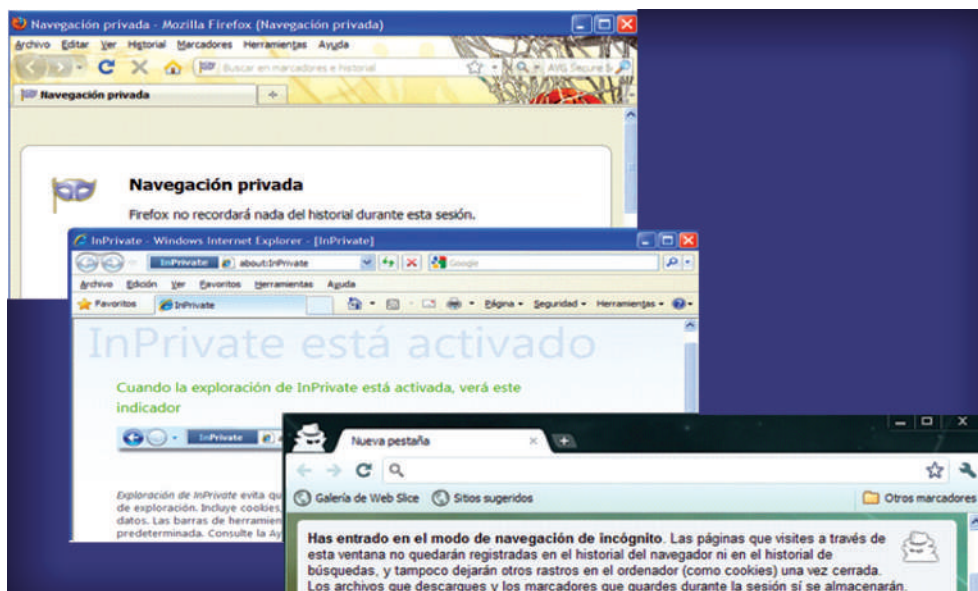 Navegación privada - Mozilla Firefox (Navegación privada)
Archivo Editar Ver Historial Marcadores Herramientas Ayuda
Buscar en marcadores e historial
AVG Secure
Navegación privada
Navegación privada
Firefox no recordará nada del historial durante esta sesión.
InPrivate - Windows Internet Explorer - [InPrivate]
InPrivate about:InPrivate Google
Archivo Edición Ver Favoritos Herramientas Ayuda
Favoritos InPrivate Página Seguridad Herramientas
InPrivate está activado
Cuando la exploración de InPrivate está activada, verá este
indicador
InPrivate
Exploración de InPrivate evita
de exploración. Incluye cookies,
datos. Las barras de
predeterminada. Consulte la
Nueva pestaña
Galería de Web Slice Sitios sugeridos Otros marcadores
Has entrado en el modo de navegación de incógnito. Las páginas que visites a través de
esta ventana no quedarán registradas en el historial del navegador ni en el historial de
búsquedas, y tampoco dejarán otros rastros en el ordenador (como cookies) una vez cerrada.
Los archivos que descargues y los marcadores que guardes durante la sesión sí se almacenarán.